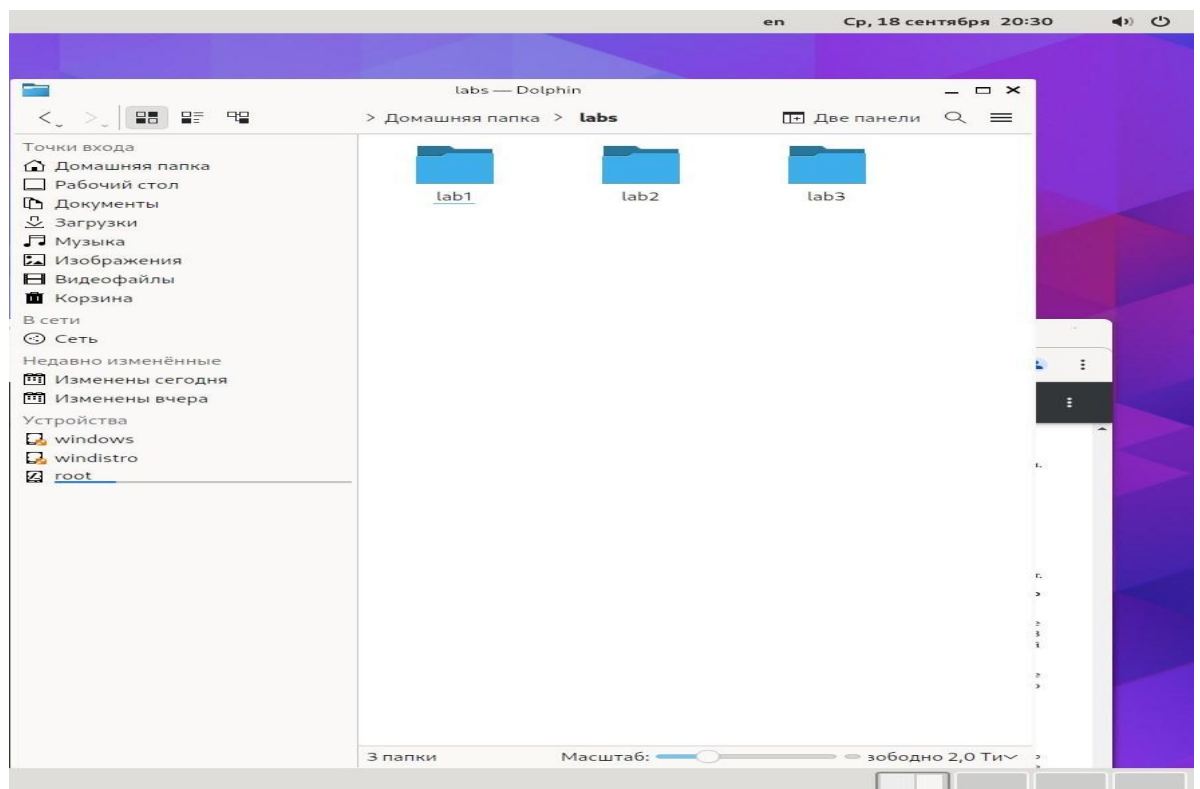 en Ср, 18 сентября 20:30
labs — Dolphin
> Домашняя папка > labs Две панели
Точки входа
Домашняя папка
Рабочий стол
Документы
Загрузки
Музыка
Изображения
Видеофайлы
Корзина
В сети
Сеть
Недавно изменённые
Изменены сегодня
Изменены вчера
Устройства
windows
windistro
root
lab1 lab2 lab3
3 папки Масштаб: зободно 2,0 Ти